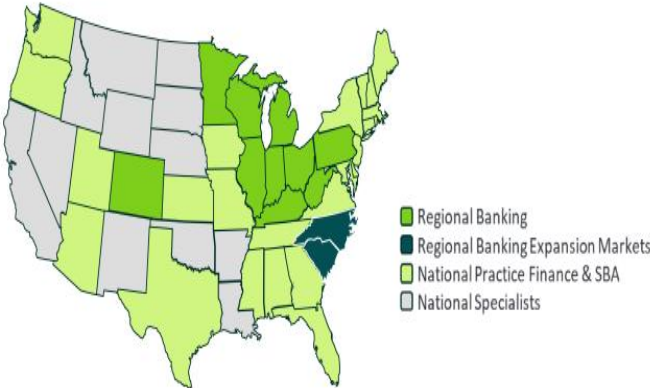 Regional Banking
Regional Banking Expansion Markets
National Practice Finance & SBA
National Specialists